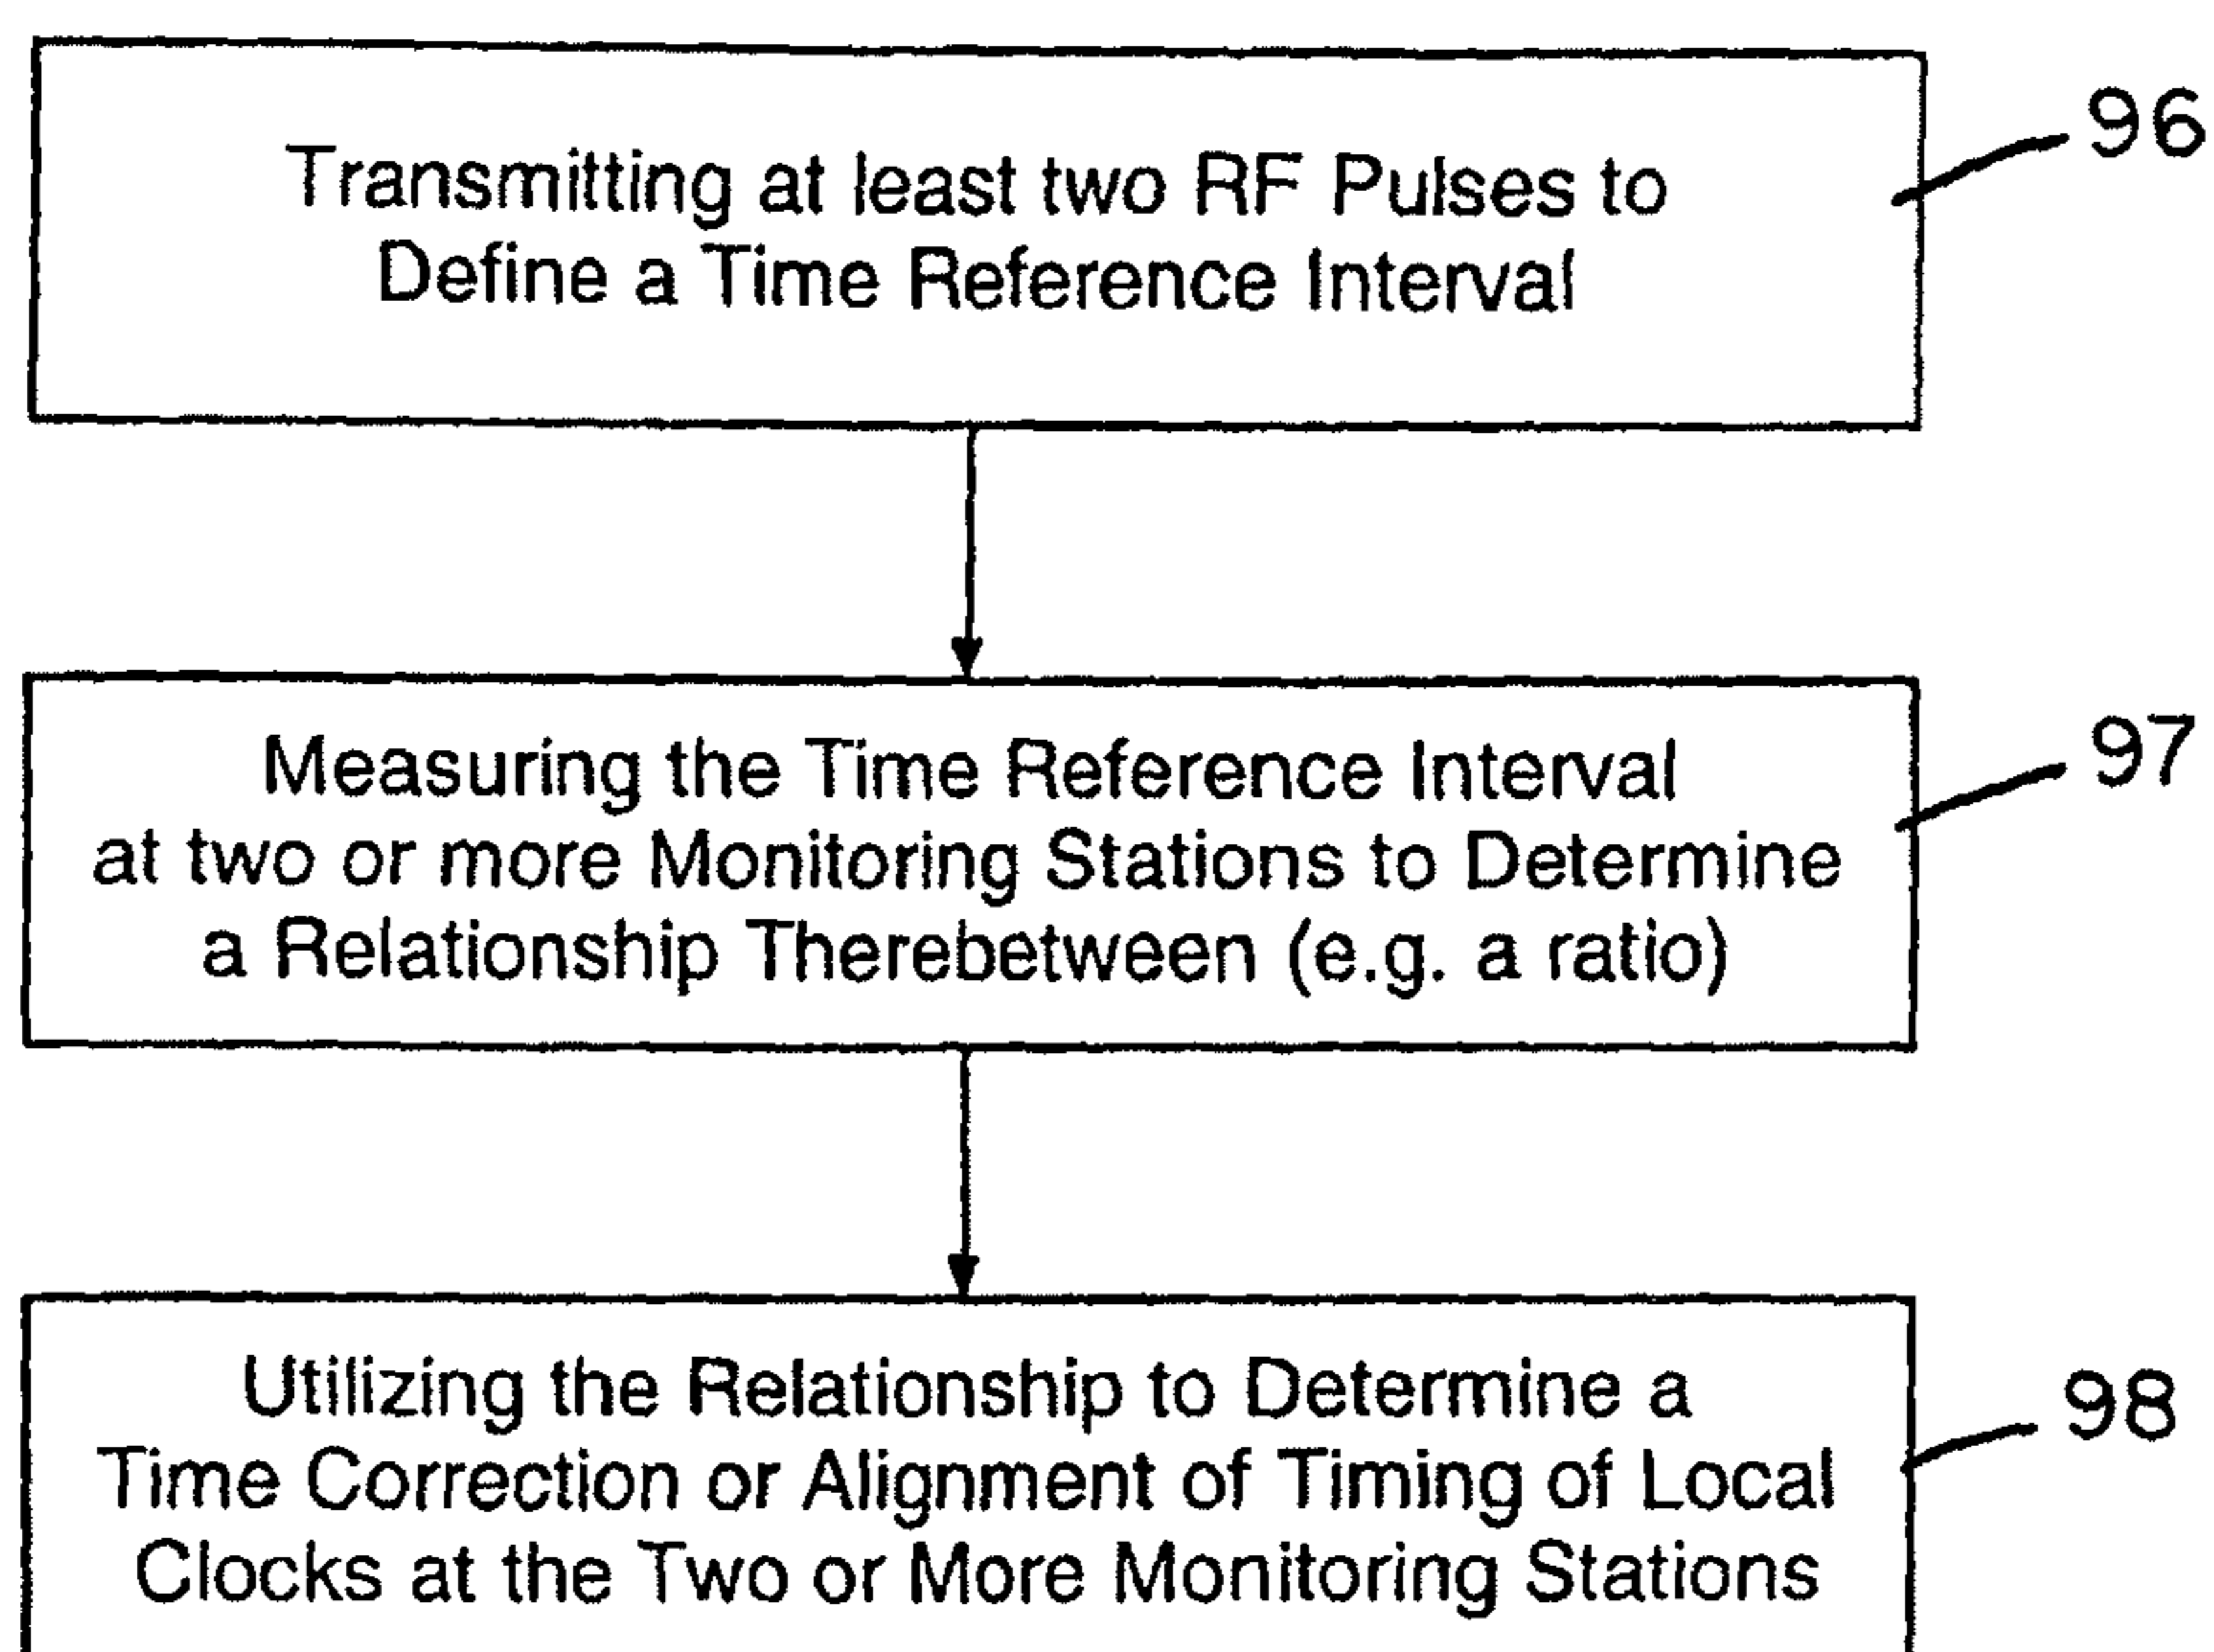 Transmitting at least two RF Pulses to
Define a Time Reference Interval
96
Measuring the Time Reference Interval
at two or more Monitoring Stations to Determine
a Relationship Therebetween (e.g. a ratio)
97
Utilizing the Relationship to Determine a
Time Correction or Alignment of Timing of Local
Clocks at the Two or More Monitoring Stations
98